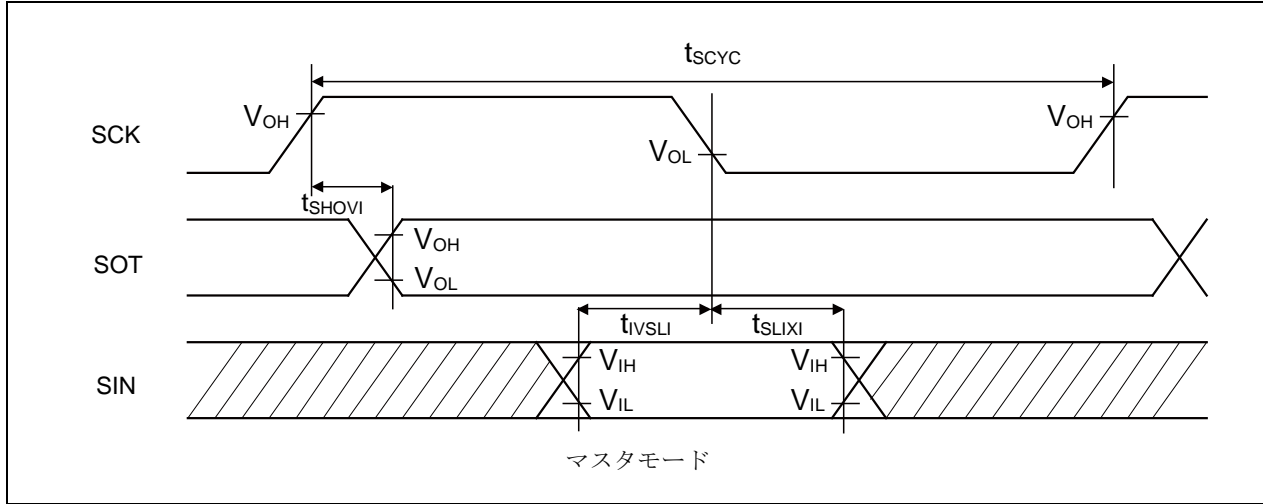 tSCYC
SCK
VOH
VOL
VOH
tSHOVI
SOT
VOH
VOL
tIVSLI
tSLIXI
SIN
VIH
VIH
VIL
VIL
マスタモード